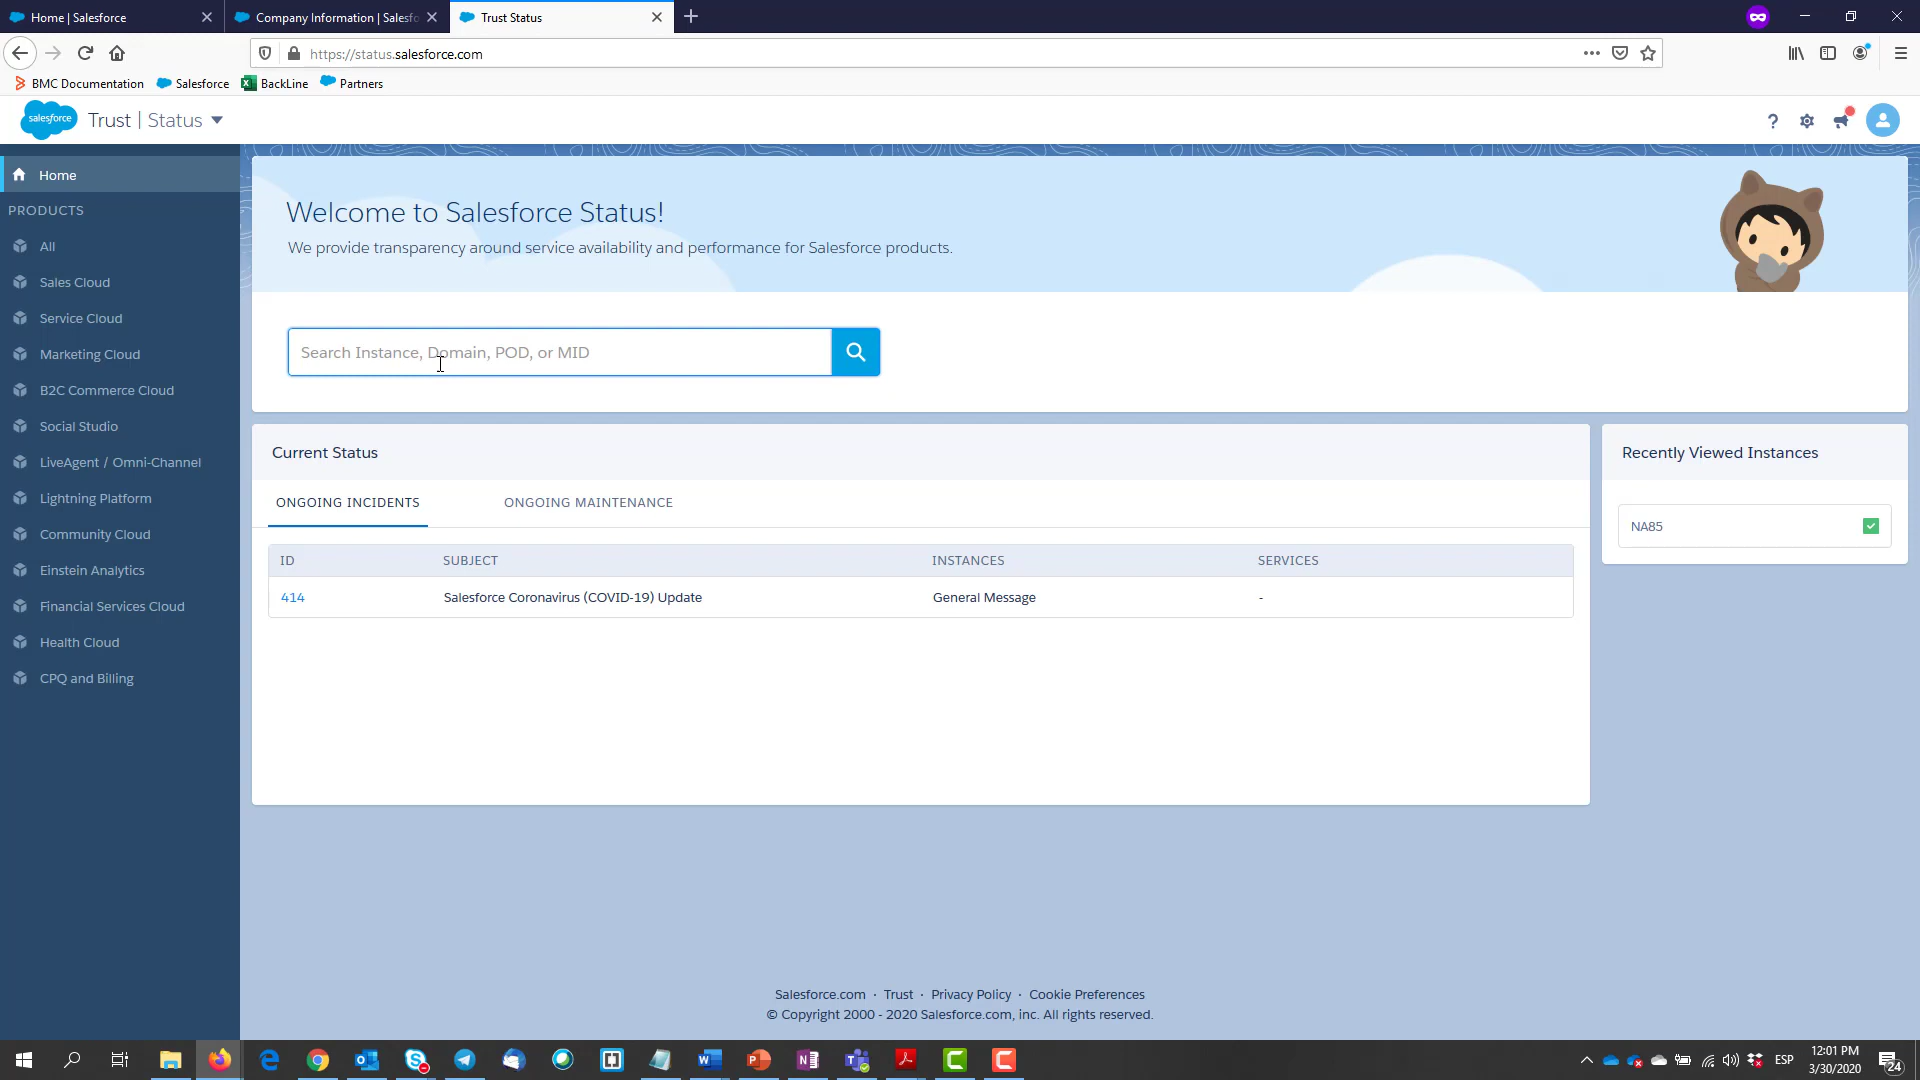 Home | Salesforce
Company Information | Salesfo
Trust Status
https://status.salesforce.com
BMC Documentation
Salesforce
BackLine
Partners
salesforce
Trust | Status
Home
PRODUCTS
All
Sales Cloud
Service Cloud
Marketing Cloud
B2C Commerce Cloud
Social Studio
LiveAgent / Omni-Channel
Lightning Platform
Community Cloud
Einstein Analytics
Financial Services Cloud
Health Cloud
CPQ and Billing
Welcome to Salesforce Status!
We provide transparency around service availability and performance for Salesforce products.
Search Instance, Domain, POD, or MID
Current Status
ONGOING INCIDENTS
ONGOING MAINTENANCE
ID SUBJECT INSTANCES SERVICES
414 Salesforce Coronavirus (COVID-19) Update General Message -
Recently Viewed Instances
NA85
Salesforce.com · Trust · Privacy Policy · Cookie Preferences
© Copyright 2000 - 2020 Salesforce.com, inc. All rights reserved.
ESP
12:01 PM
3/30/2020
24